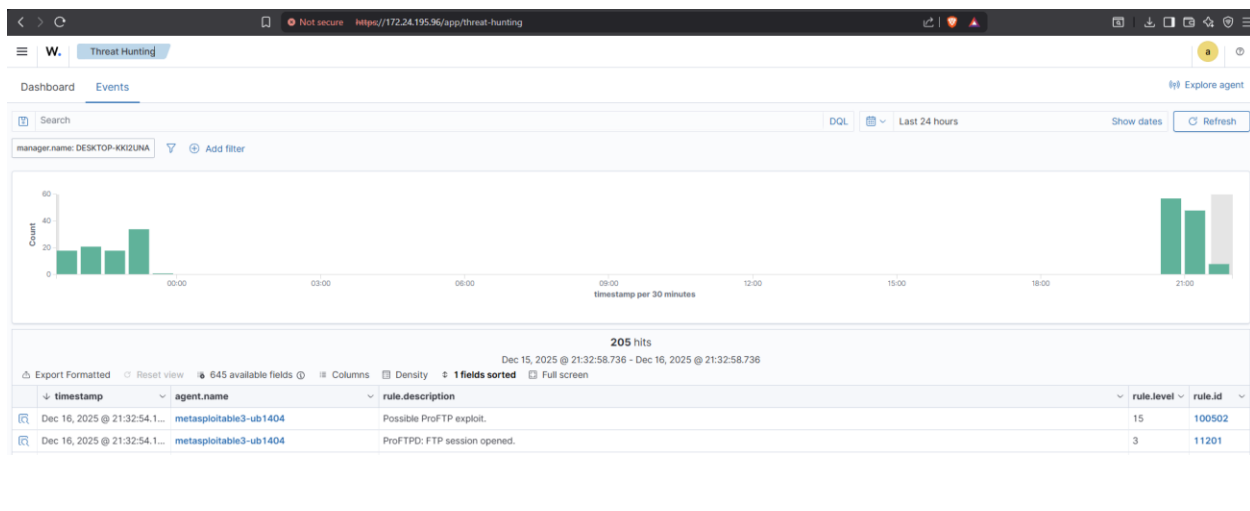 Not secure https://172.24.195.96/app/threat-hunting
W. Threat Hunting a
Dashboard Events Explore agent
Search DQL Last 24 hours Show dates Refresh
manager.name: DESKTOP-KKI2UNA Add filter
60
40
20
0
Count
00:00 03:00 06:00 09:00 12:00 15:00 18:00 21:00
timestamp per 30 minutes
205 hits
Dec 15, 2025 @ 21:32:58.736 - Dec 16, 2025 @ 21:32:58.736
Export Formatted Reset view 645 available fields Columns Density 1 fields sorted Full screen
timestamp agent.name rule.description rule.level rule.id
Dec 16, 2025 @ 21:32:54.1... metasploitable3-ub1404 Possible ProFTP exploit. 15 100502
Dec 16, 2025 @ 21:32:54.1... metasploitable3-ub1404 ProFTPD: FTP session opened. 3 11201